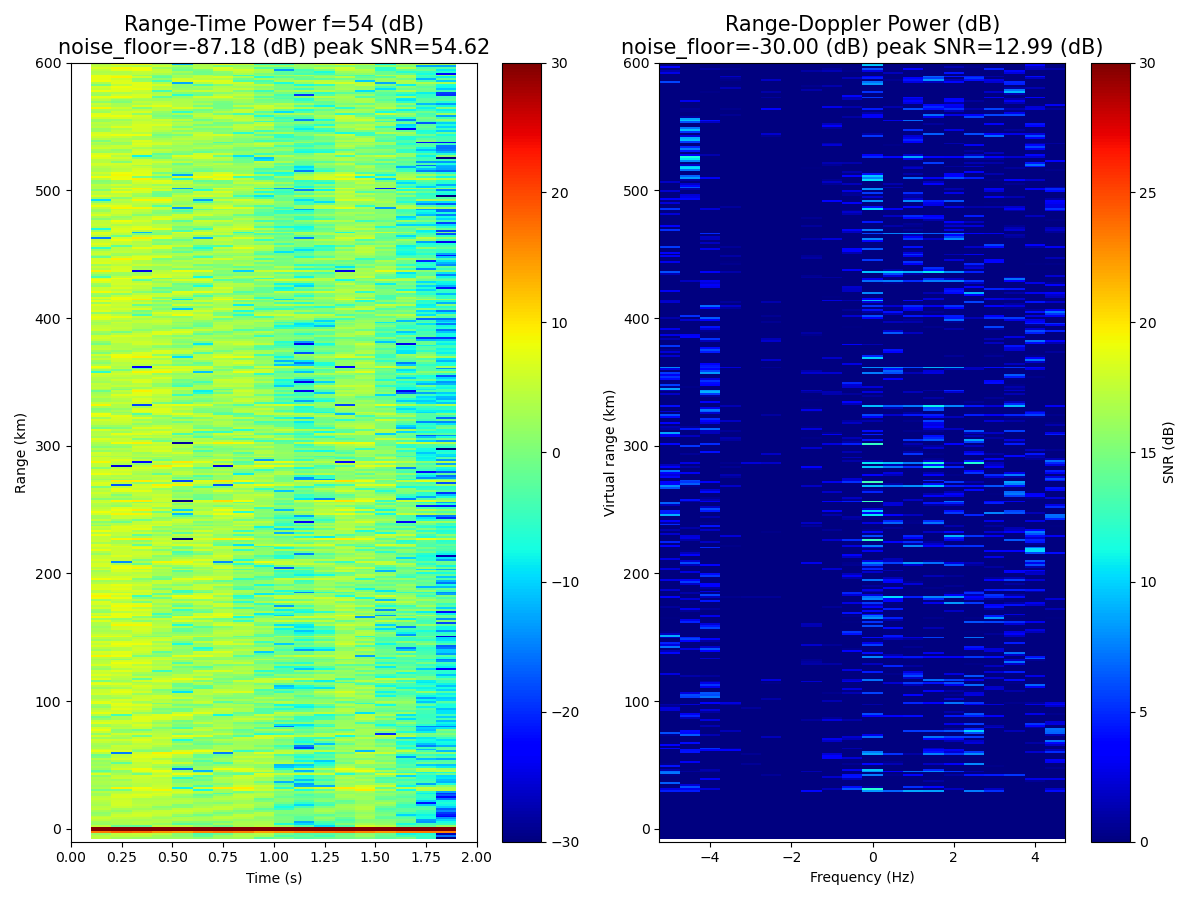 Range-Time Power f=54 (dB)
noise_floor=-87.18 (dB) peak SNR=54.62
Range (km)
600
500
400
300
200
100
0
0.00 0.25 0.50 0.75 1.00 1.25 1.50 1.75 2.00
Time (s)
30
20
10
0
−10
−20
−30
Range-Doppler Power (dB)
noise_floor=-30.00 (dB) peak SNR=12.99 (dB)
Virtual range (km)
600
500
400
300
200
100
0
−4 −2 0 2 4
Frequency (Hz)
30
25
20
15
10
5
0
SNR (dB)